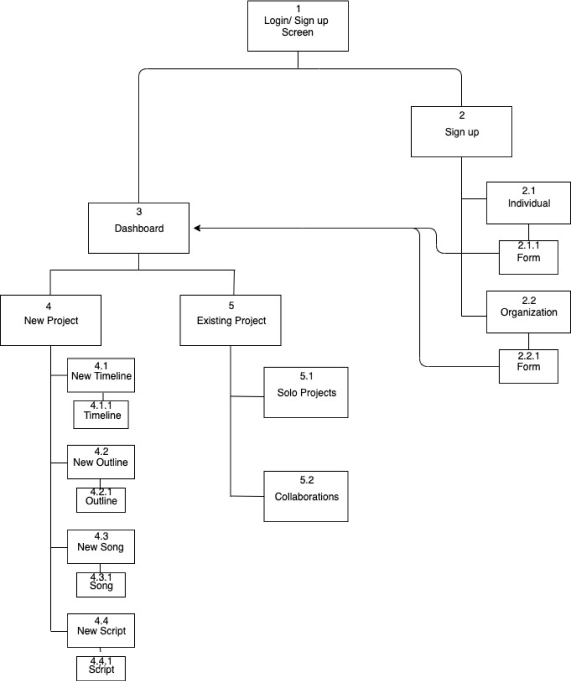 1
Login/ Sign up
Screen
2
Sign up
2.1
Individual
3
Dashboard
2.1.1
Form
4
New Project
5
Existing Project
2.2
Organization
2.2.1
Form
4.1
New Timeline
4.1.1
Timeline
5.1
Solo Projects
4.2
New Outline
4.2.1
Outline
5.2
Collaborations
4.3
New Song
4.3.1
Song
4.4
New Script
4.4.1
Script